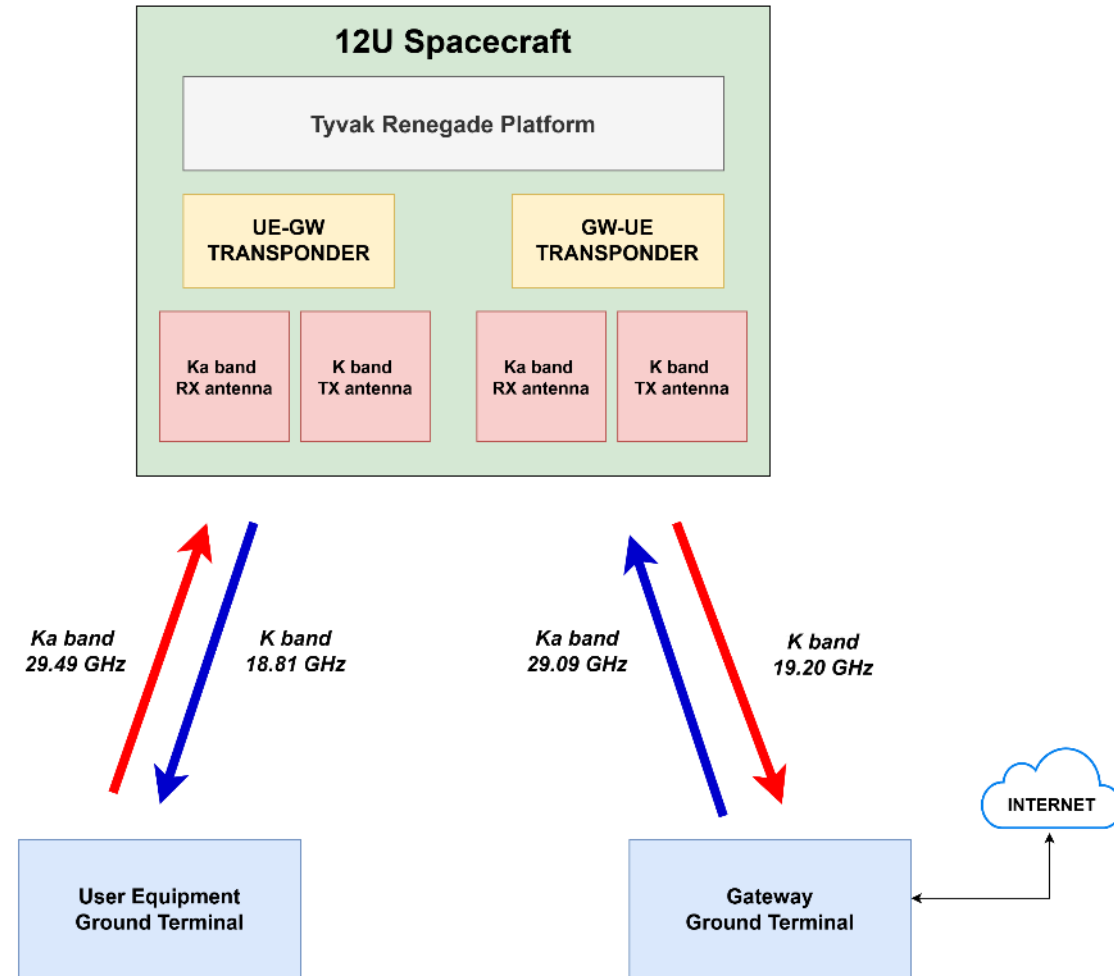 12U Spacecraft
Tyvak Renegade Platform
UE-GW
TRANSPONDER
GW-UE
TRANSPONDER
Ka band
RX antenna
K band
TX antenna
Ka band
RX antenna
K band
TX antenna
Ka band
29.49 GHz
K band
18.81 GHz
Ka band
29.09 GHz
K band
19.20 GHz
INTERNET
User Equipment
Ground Terminal
Gateway
Ground Terminal